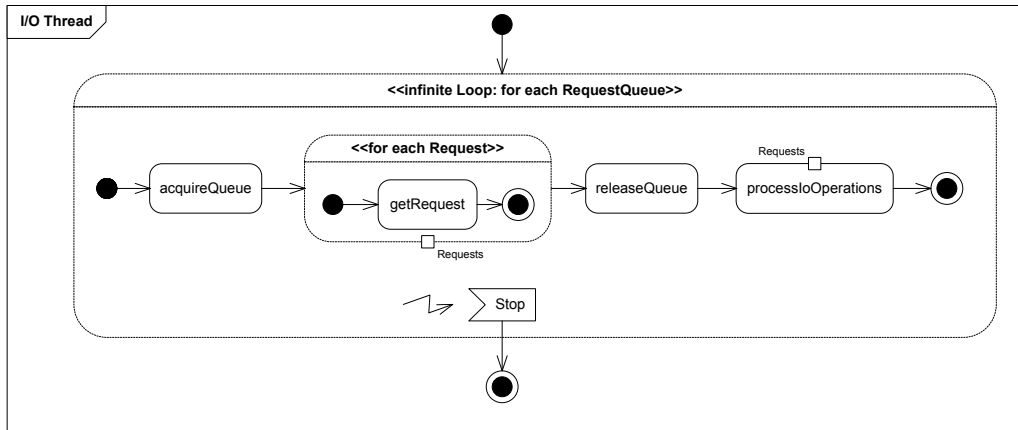 I/O Thread
<<infinite Loop: for each RequestQueue>>
<<for each Request>>
Requests
acquireQueue
getRequest
releaseQueue
processIoOperations
Requests
Stop